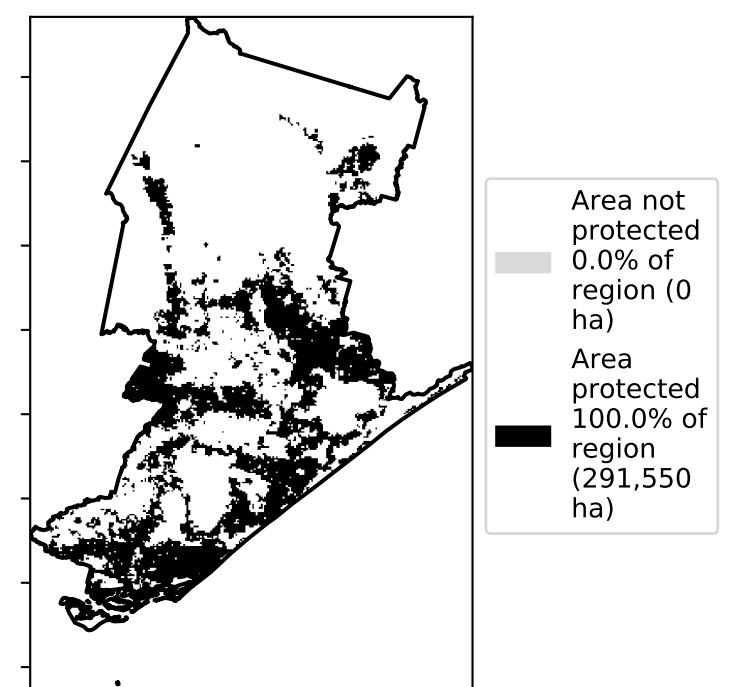 Area not
protected
0.0% of
region (0
ha)
Area
protected
100.0% of
region
(291,550
ha)